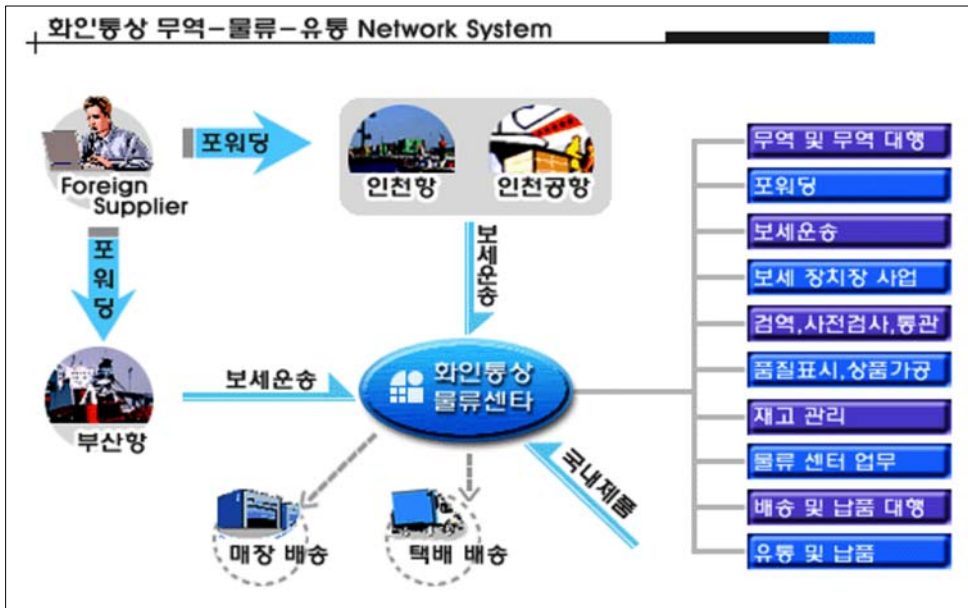 화인통상 무역-물류-유통 Network System
Foreign
Supplier
포워딩
인천항
인천공항
포워딩
보세운송
부산항
보세운송
화인통상
물류센타
국내제품
매장 배송
택배 배송
무역 및 무역 대행
포워딩
보세운송
보세 장치장 사업
검역,사전검사,통관
품질표시,상품가공
재고 관리
물류 센터 업무
배송 및 납품 대행
유통 및 납품